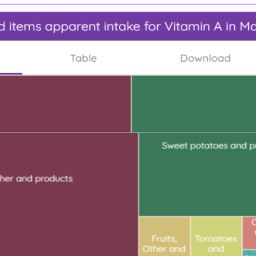 d items apparent intake for Vitamin A in Mo
Table
Download
Sweet potatoes and p
her and products
Fruits,
Other and
Tomatoes
and